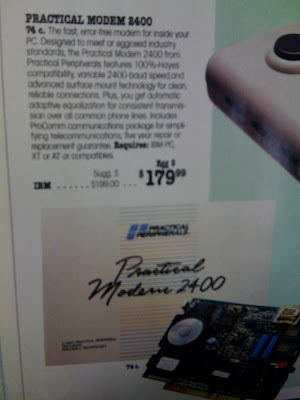 PRACTICAL MODEM 2400
74 c. The fast, error-free modem for inside your
PC. Designed to meet or eggceed industry
standards, the Practical Modem 2400 from
Practical Peripherals features 100%-Hayes
compatibility, variable 2400-baud speed,and
advanced surface mount technology for clean,
reliable connections. Plus, you get automatic
adaptive equalization for consistent transmis-
sion over all common phone lines. Includes
ProComm communications package for simpli-
fying telecommunications; five year repair or
replacement guarantee. Requires: IBM PC,
XT or AT or compatibles.
Sugg. $ Egg $
IBM ...... $199.00 ... $179.99
PRACTICAL
PERIPHERALS
Practical
Modem 2400
74 c.